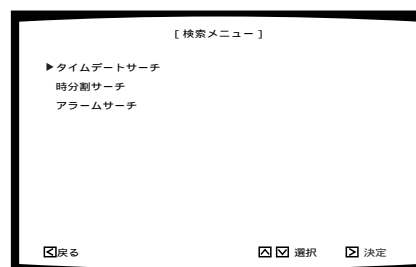 [ 検索メニュー ]
▶タイムデートサーチ
時分割サーチ
アラームサーチ
<戻る ∧ ∨ 選択 > 決定